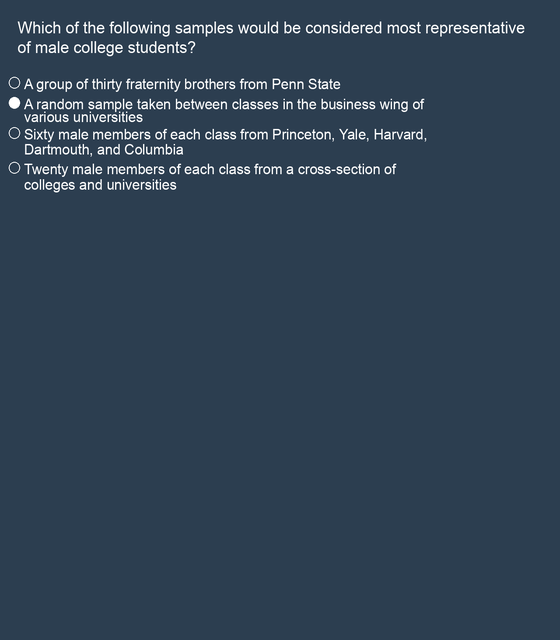 Which of the following samples would be considered most representative
of male college students?
A group of thirty fraternity brothers from Penn State
A random sample taken between classes in the business wing of
various universities
Sixty male members of each class from Princeton, Yale, Harvard,
Dartmouth, and Columbia
Twenty male members of each class from a cross-section of
colleges and universities